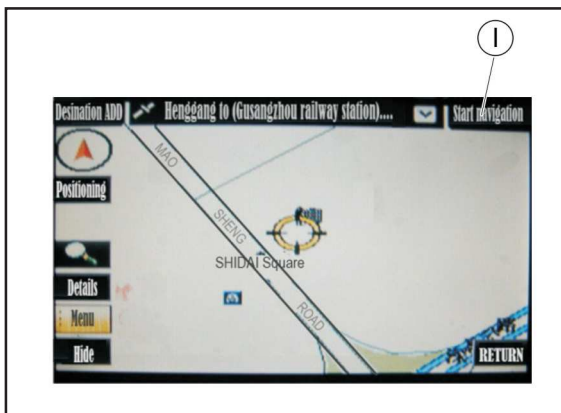 I
Desination ADD
Henggang to (Gusangzhou railway station)....
Start navigation
Positioning
MAO
SHENG
SHIDAI Square
ROAD
Details
Menu
Hide
RETURN